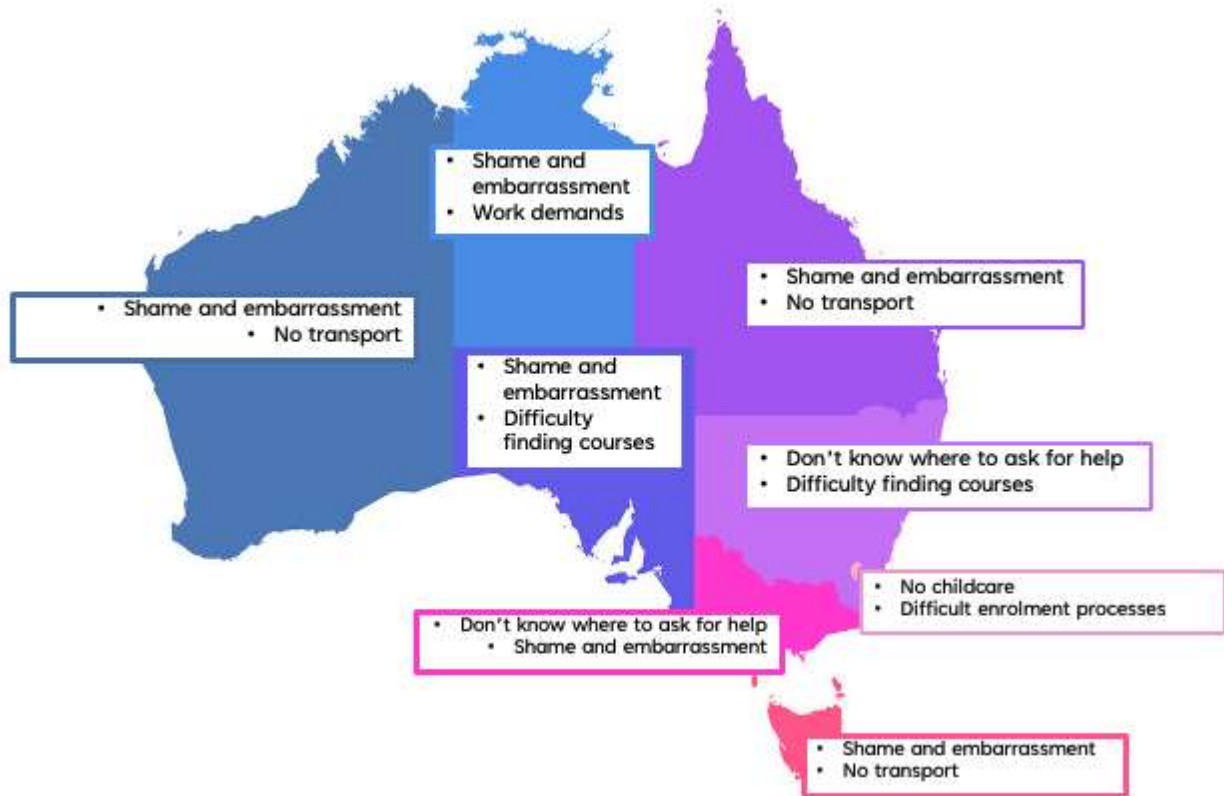 • Shame and
embarrassment
• Work demands
• Shame and embarrassment
• No transport
• Shame and embarrassment
• No transport
• Shame and
embarrassment
• Difficulty
finding courses
• Don't know where to ask for help
• Difficulty finding courses
• No childcare
• Difficult enrolment processes
• Don't know where to ask for help
• Shame and embarrassment
• Shame and embarrassment
• No transport